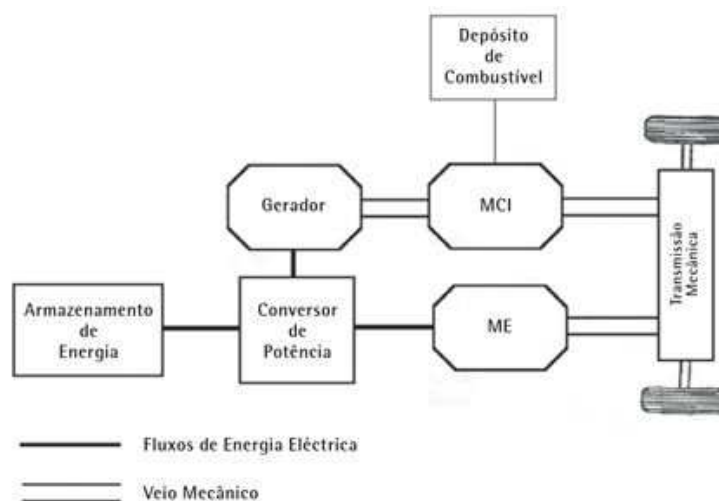 Depósito
de
Combustível
Gerador
MCI
Transmissão
Mecânica
Armazenamento
de
Energia
Conversor
de
Potência
ME
Fluxos de Energia Eléctrica
Veio Mecânico